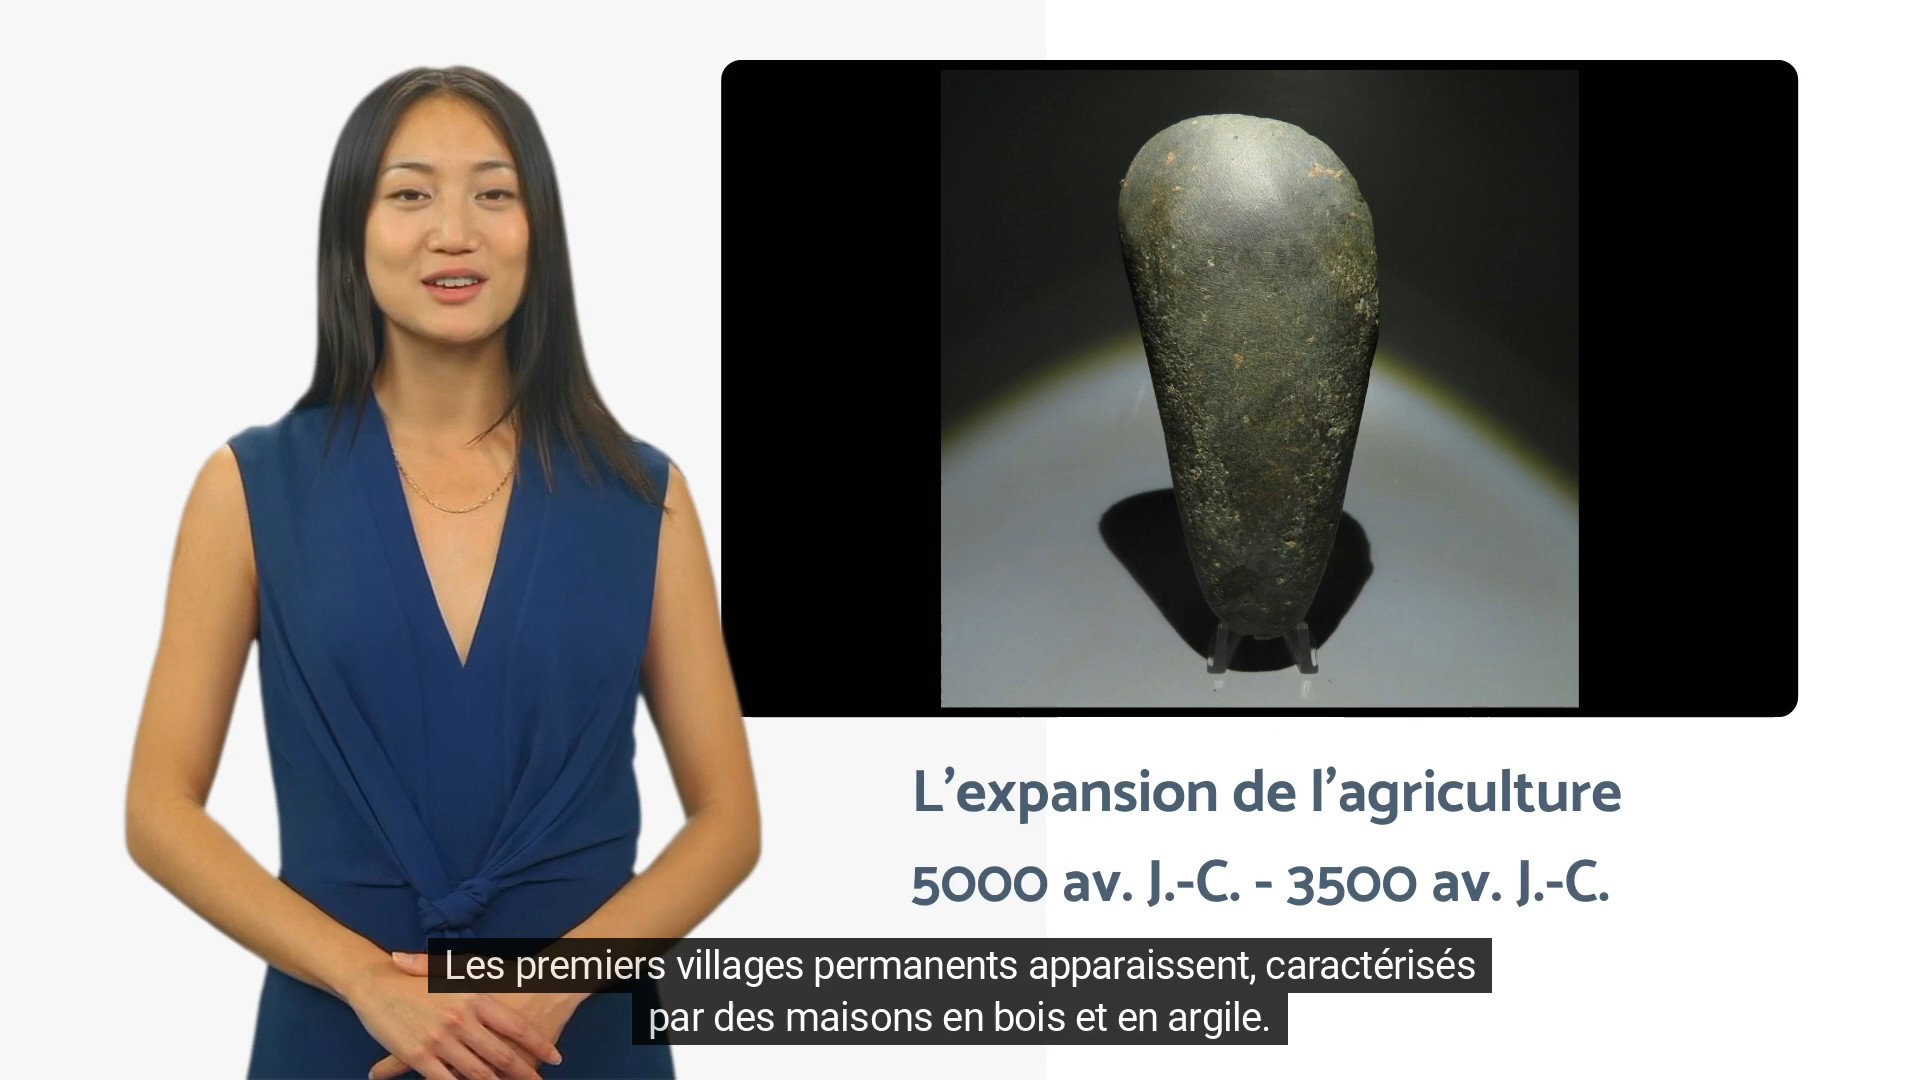 L’expansion de l’agriculture
5000 av. J.-C. - 3500 av. J.-C.
Les premiers villages permanents apparaissent, caractérisés
par des maisons en bois et en argile.